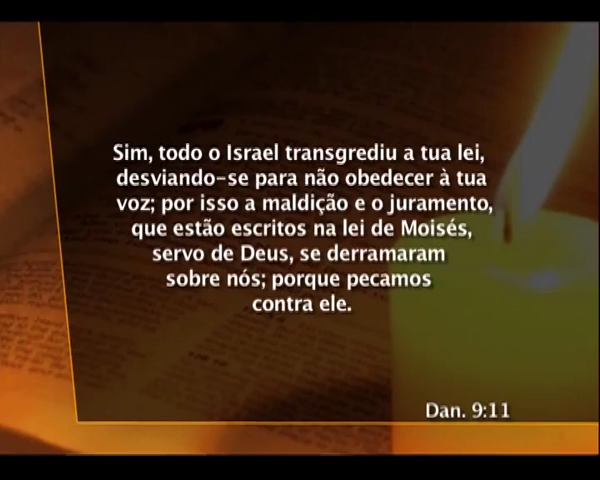 Sim, todo o Israel transgrediu a tua lei,
desviando-se para não obedecer à tua
voz; por isso a maldição e o juramento,
que estão escritos na lei de Moisés,
servo de Deus, se derramaram
sobre nós; porque pecamos
contra ele.
Dan. 9:11